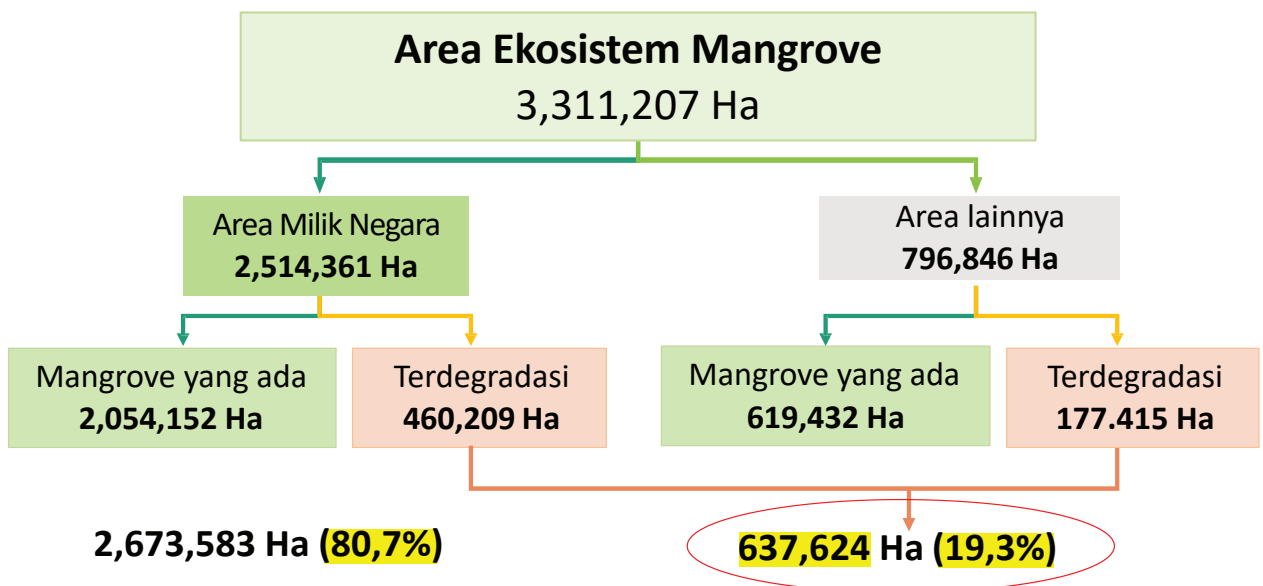 Area Ekosistem Mangrove
3,311,207 Ha
Area Milik Negara
2,514,361 Ha
Area lainnya
796,846 Ha
Mangrove yang ada
2,054,152 Ha
Terdegradasi
460,209 Ha
Mangrove yang ada
619,432 Ha
Terdegradasi
177.415 Ha
2,673,583 Ha (80,7%)
637,624 Ha (19,3%)